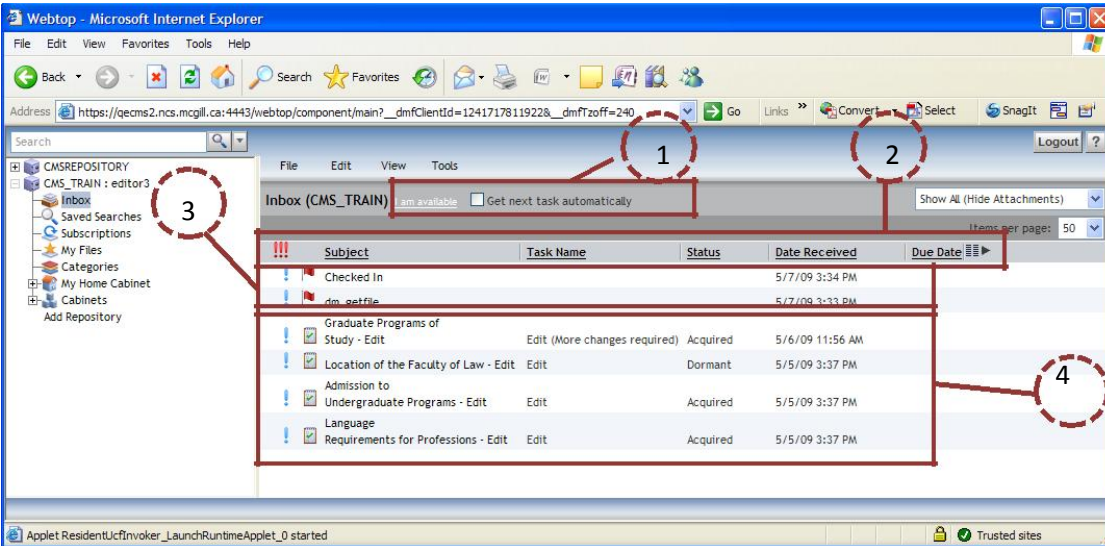 Webtop - Microsoft Internet Explorer
File Edit View Favorites Tools Help
Back Search Favorites
Address https://qecms2.ncs.mcgill.ca:4443/webtop/component/main?__dmfClientId=1241717811922&__dmfTzoff=240 Go Links » Convert Select SnagIt
Search Logout ?
CMSREPOSITORY
CMS_TRAIN : editor3
Inbox
Saved Searches
Subscriptions
My Files
Categories
My Home Cabinet
Cabinets
Add Repository
File Edit View Tools
1
2
3
4
Inbox (CMS_TRAIN) I am available Get next task automatically Show All (Hide Attachments)
Items per page: 50
!!! Subject Task Name Status Date Received Due Date
! Checked In 5/7/09 3:34 PM
! dm_getfile 5/7/09 3:33 PM
Graduate Programs of
! Study - Edit Edit (More changes required) Acquired 5/6/09 11:56 AM
! Location of the Faculty of Law - Edit Edit Dormant 5/5/09 3:37 PM
Admission to
! Undergraduate Programs - Edit Edit Acquired 5/5/09 3:37 PM
Language
! Requirements for Professions - Edit Edit Acquired 5/5/09 3:37 PM
Applet ResidentUcfInvoker_LaunchRuntimeApplet_0 started Trusted sites